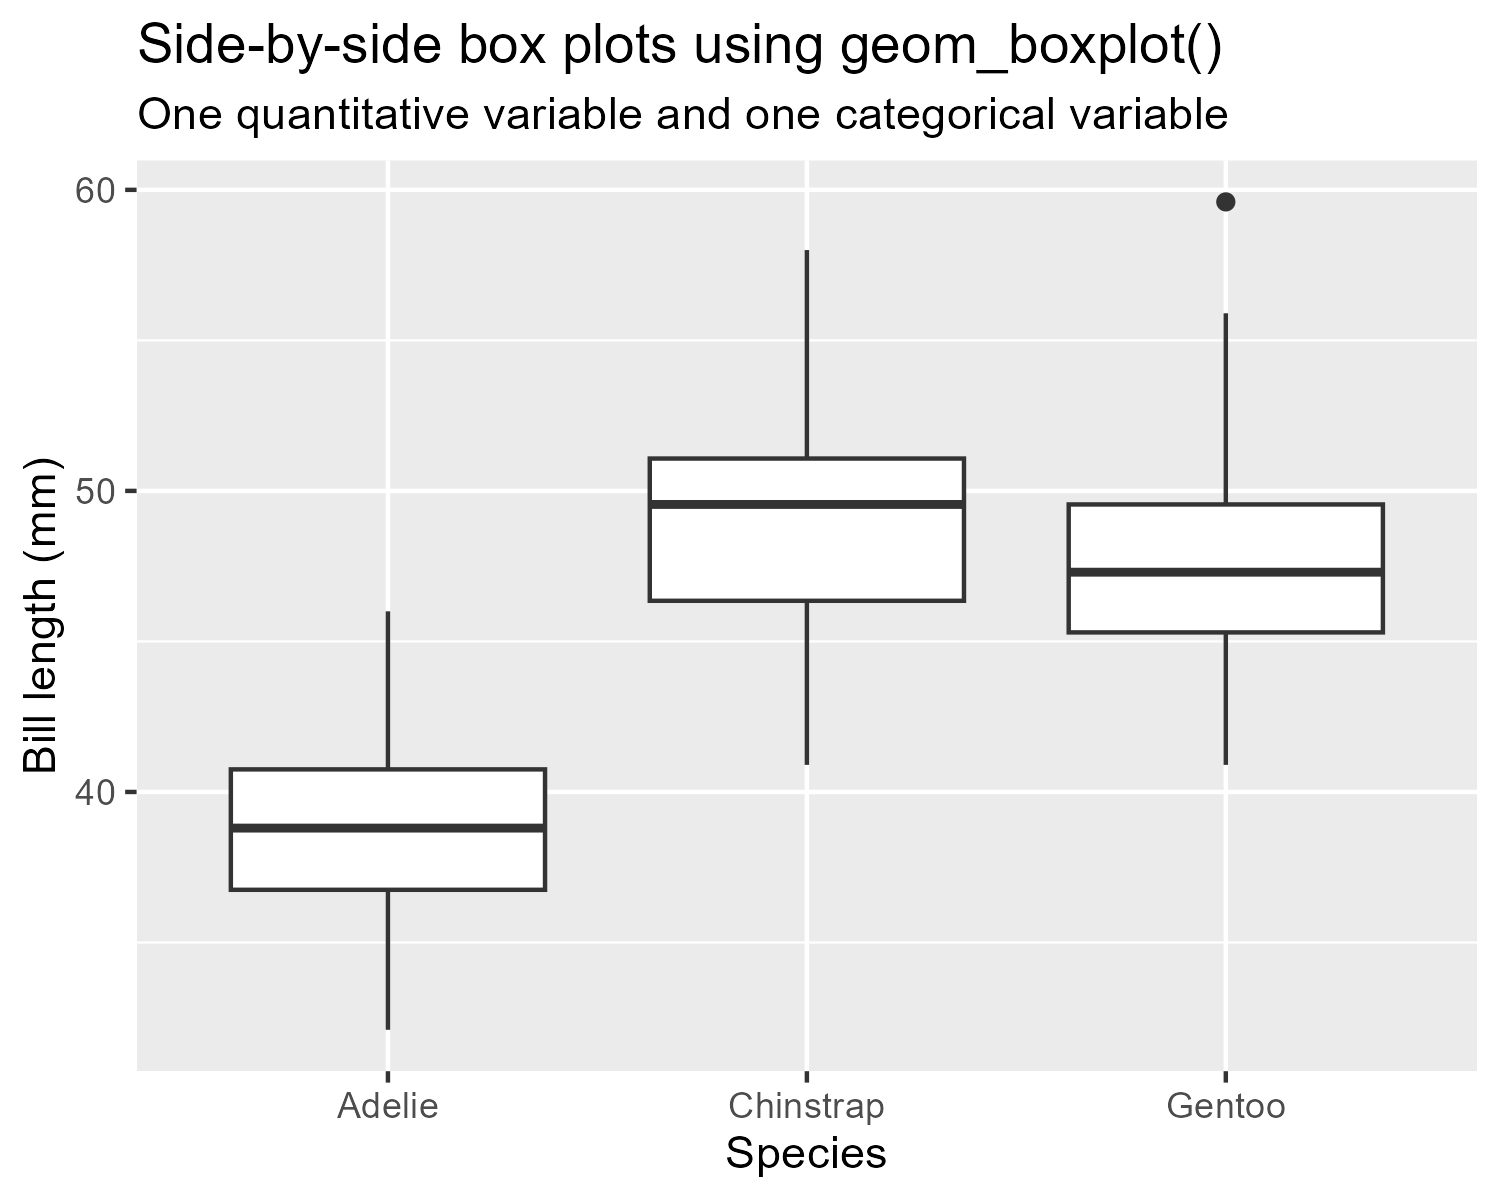 Side-by-side box plots using geom_boxplot()
One quantitative variable and one categorical variable
60
50
40
Bill length (mm)
Adelie Chinstrap Gentoo
Species